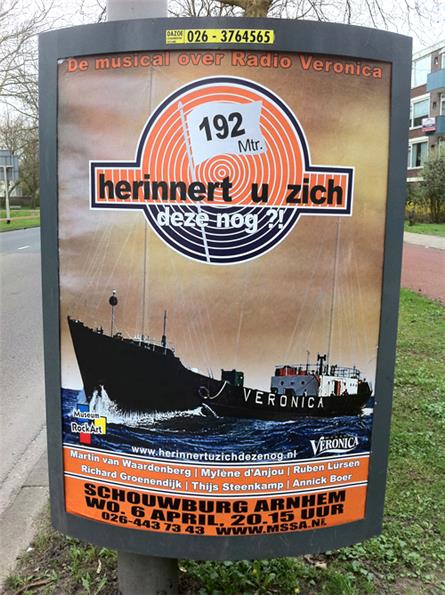 DAZOE 026 - 3764565
De musical over Radio Veronica
192
Mtr.
herinnert u zich
deze nog ?!
VERONICA
Museum
RockArt
www.herinnertuzichdezenog.nl
VERONICA
Martin van Waardenberg | Mylène d'Anjou | Ruben Lürsen
Richard Groenendijk | Thijs Steenkamp | Annick Boer
SCHOUWBURG ARNHEM
WO. 6 APRIL, 20.15 UUR
026-443 73 43 WWW.MSSA.NL